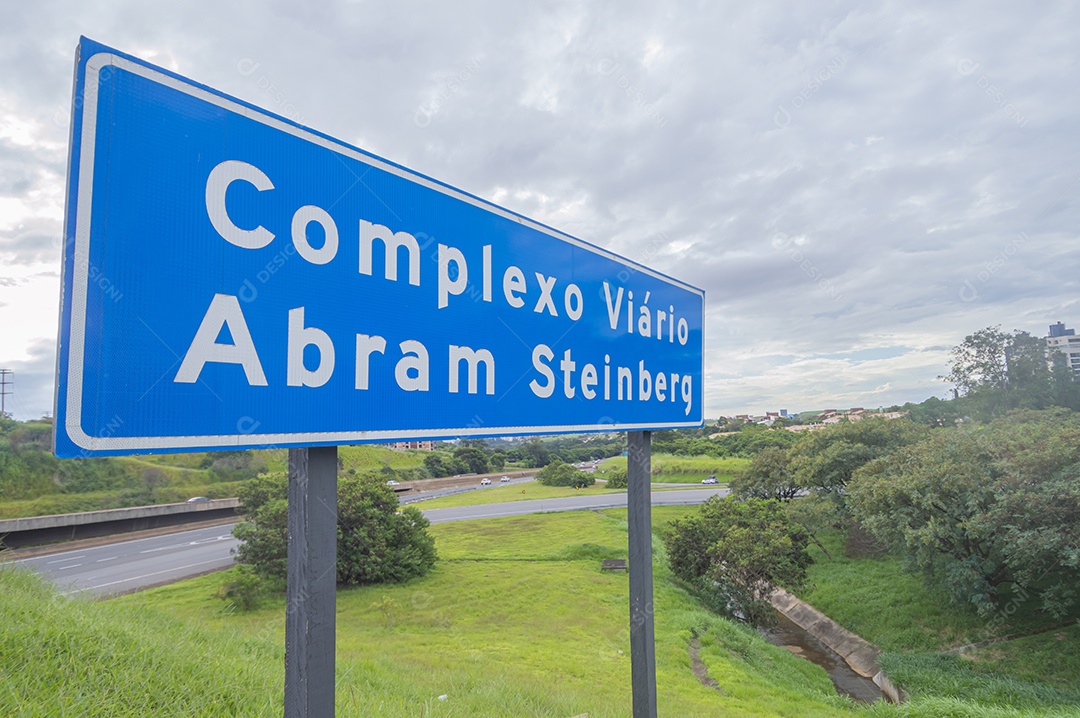 Complexo Viário
Abram Steinberg